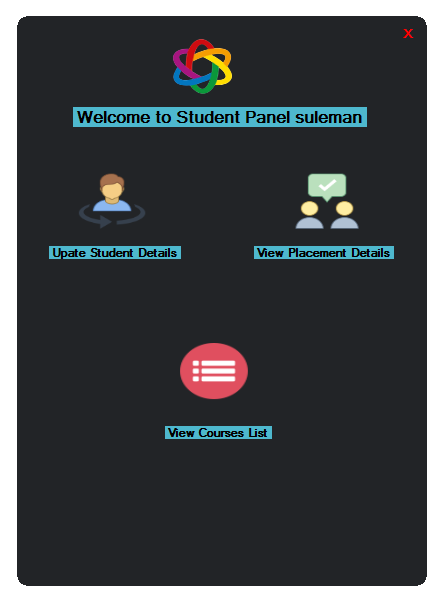 X
Welcome to Student Panel suleman
Upate Student Details
View Placement Details
View Courses List